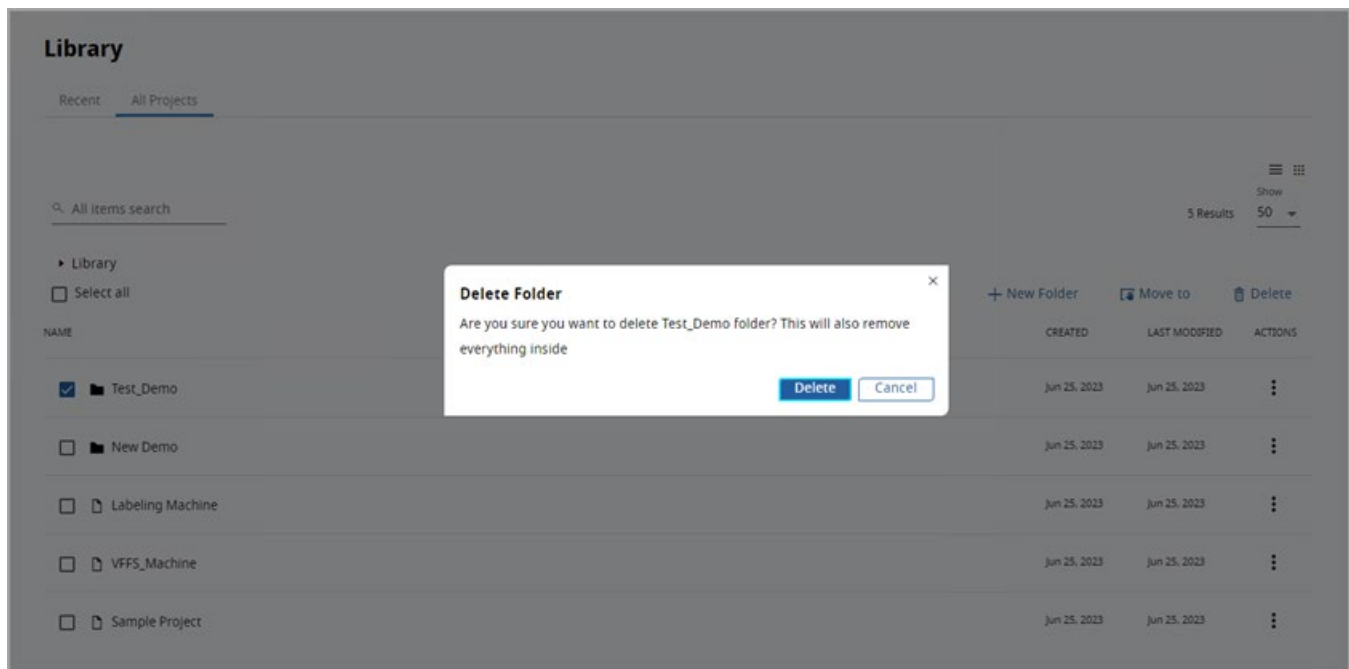 Library
Recent All Projects
Show
All items search 5 Results 50
Library
Select all New Folder Move to Delete
NAME CREATED LAST MODIFIED ACTIONS
Delete Folder
Are you sure you want to delete Test_Demo folder? This will also remove
everything inside
Delete Cancel
Test_Demo Jun 25, 2023 Jun 25, 2023
New Demo Jun 25, 2023 Jun 25, 2023
Labeling Machine Jun 25, 2023 Jun 25, 2023
VFFS_Machine Jun 25, 2023 Jun 25, 2023
Sample Project Jun 25, 2023 Jun 25, 2023